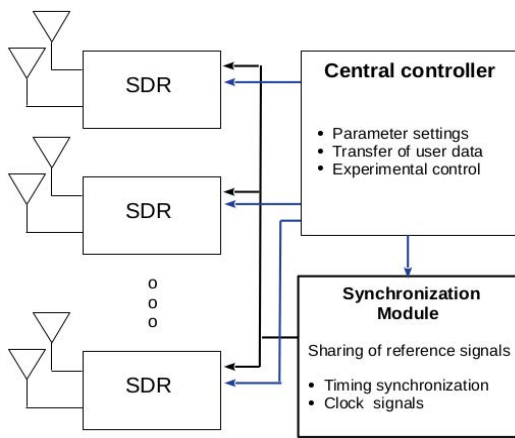 SDR
SDR
o
o
o
SDR
Central controller
• Parameter settings
• Transfer of user data
• Experimental control
Synchronization
Module
Sharing of reference signals
• Timing synchronization
• Clock signals